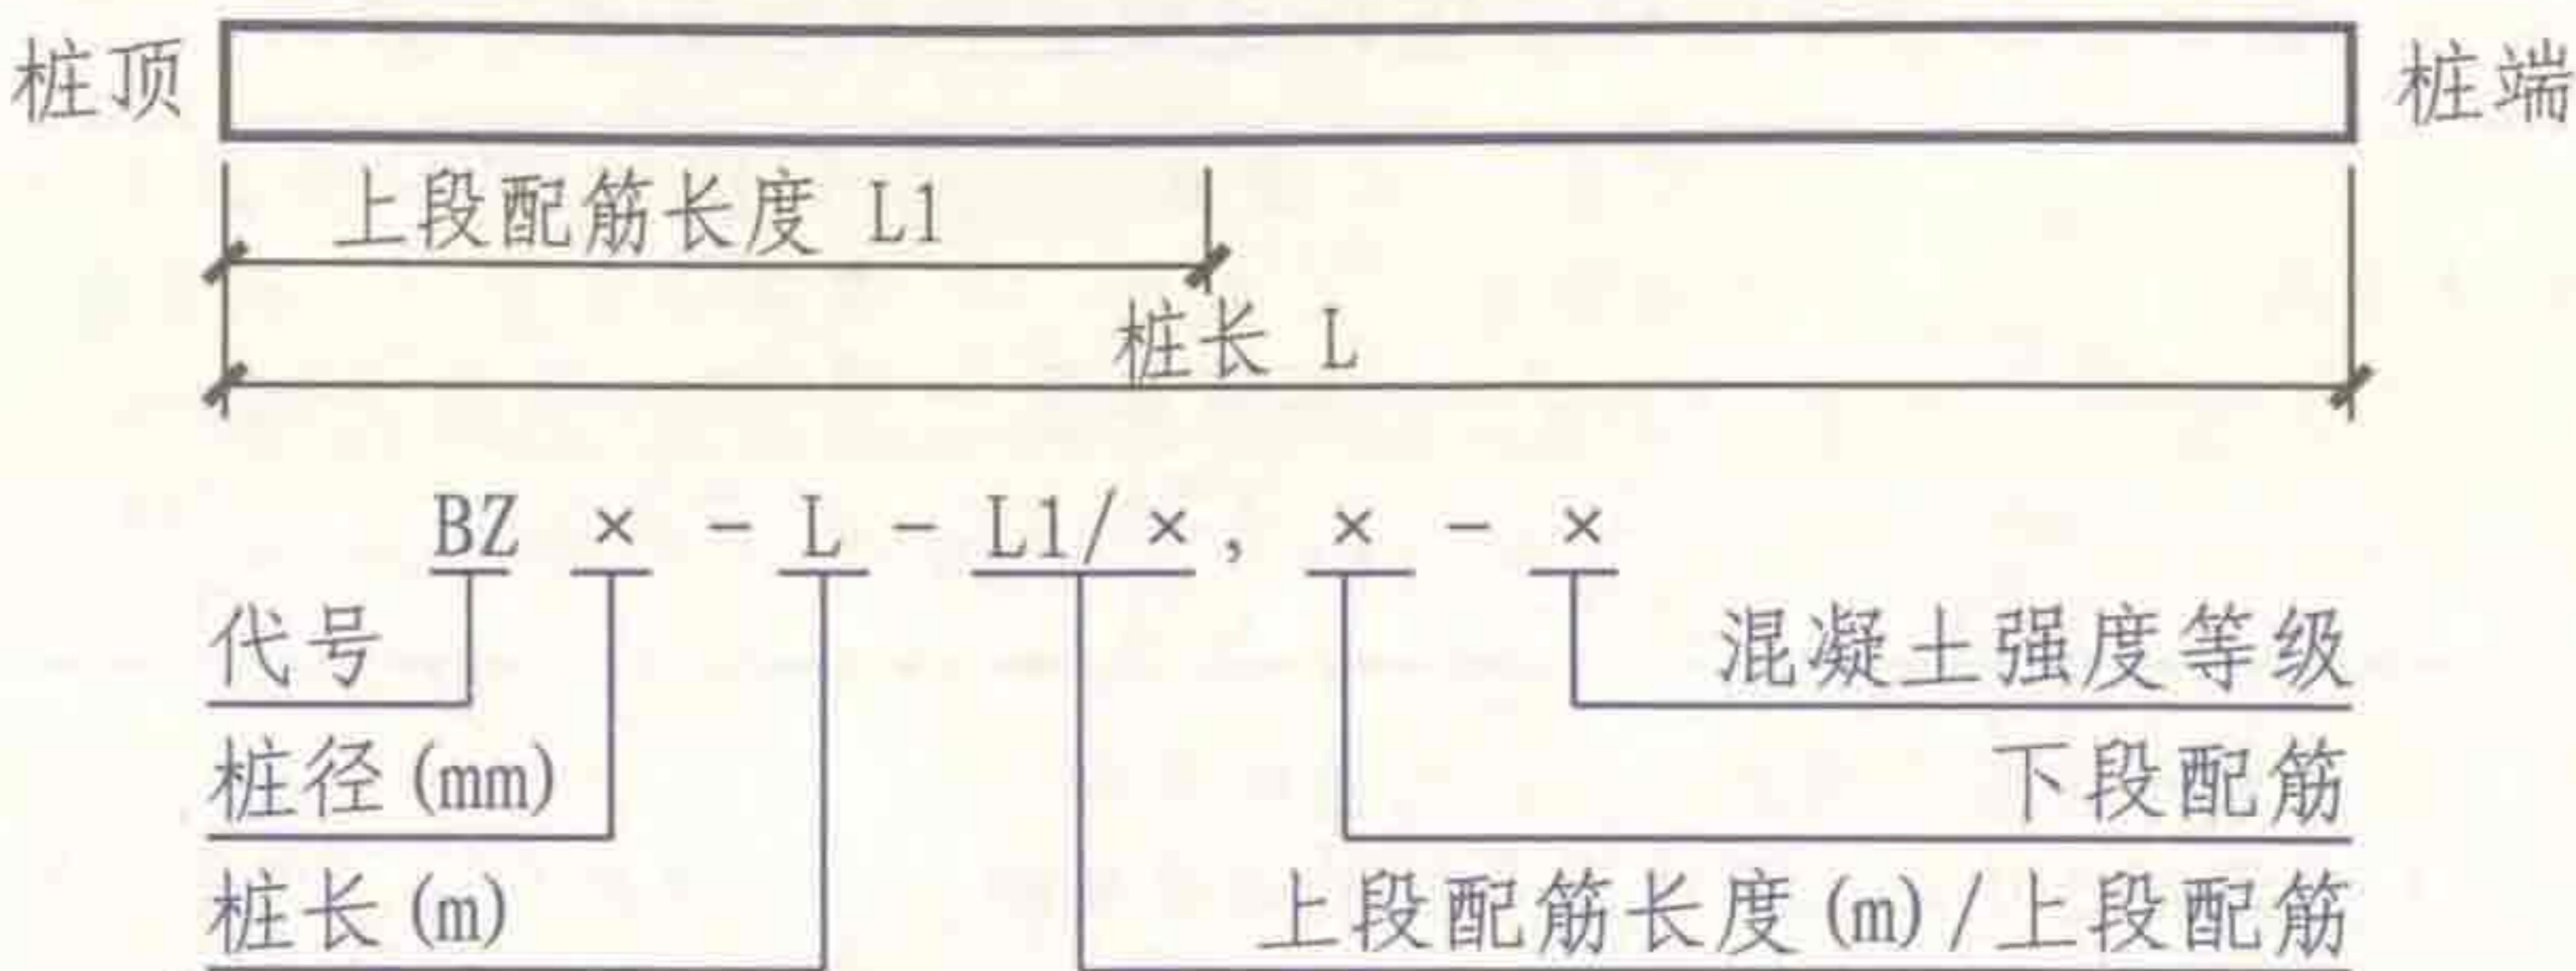 桩顶 桩端
上段配筋长度 L1
桩长 L
BZ × - L - L1/×, × - ×
代号 混凝土强度等级
桩径(mm) 下段配筋
桩长(m) 上段配筋长度(m)/上段配筋